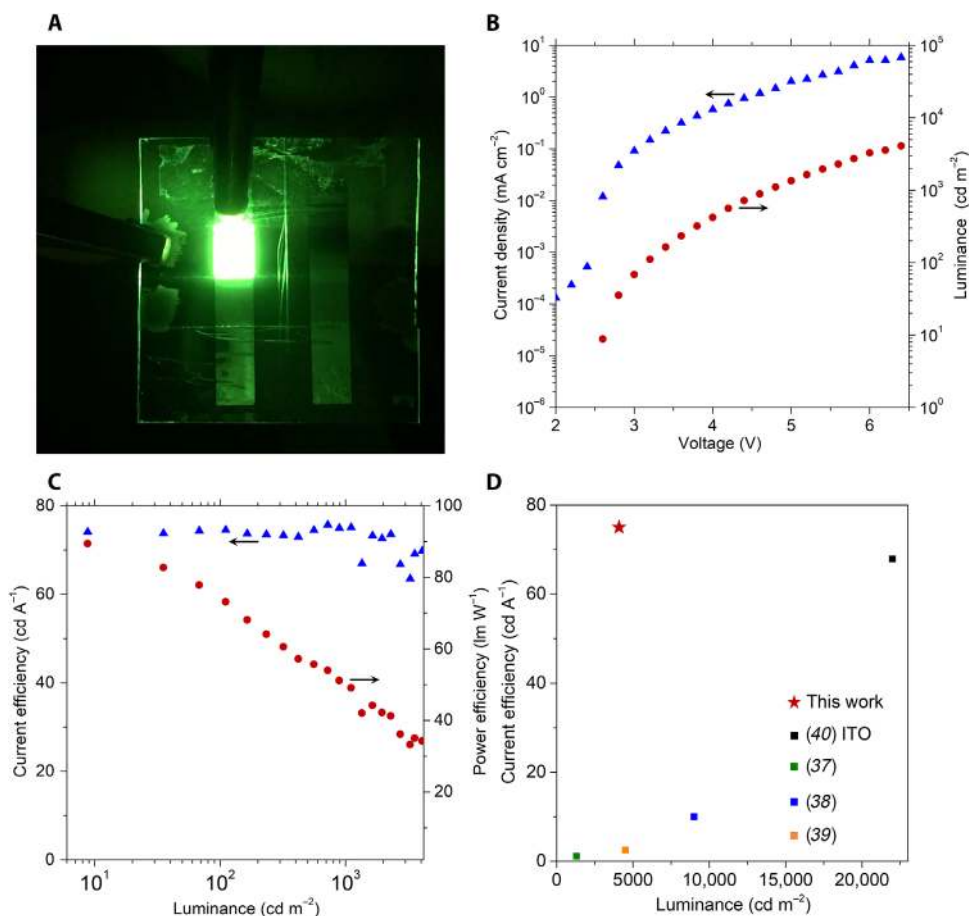 A
B
10¹
10⁰
10⁻¹
10⁻²
10⁻³
10⁻⁴
10⁻⁵
10⁻⁶
Current density (mA cm⁻²)
10⁵
10⁴
10³
10²
10¹
10⁰
Luminance (cd m⁻²)
2 3 4 5 6
Voltage (V)
C
80
60
40
20
0
Current efficiency (cd A⁻¹)
100
80
60
40
20
Power efficiency (lm W⁻¹)
10¹ 10² 10³
Luminance (cd m⁻²)
D
80
60
40
20
0
Current efficiency (cd A⁻¹)
This work
(40) ITO
(37)
(38)
(39)
0 5000 10,000 15,000 20,000
Luminance (cd m⁻²)